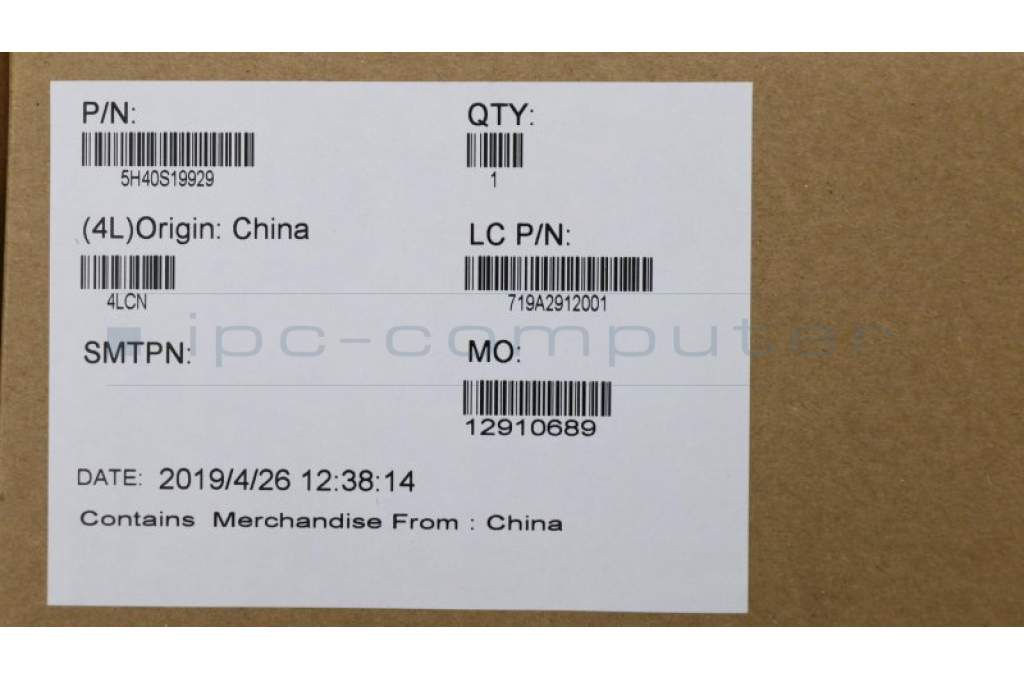 P/N:
5H40S19929
QTY:
1
(4L)Origin: China
4LCN
LC P/N:
719A2912001
ipc-computer
SMTPN:
MO:
12910689
DATE: 2019/4/26 12:38:14
Contains Merchandise From : China